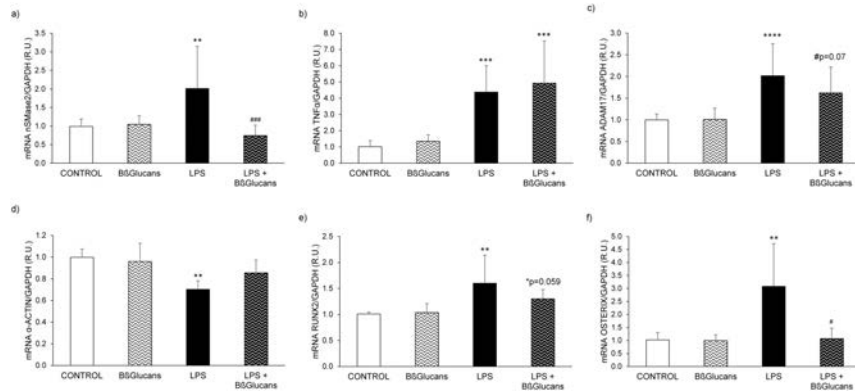 a)
mRNA nSMase2/GAPDH (R.U.)
3.5
3.0
2.5
2.0
1.5
1.0
0.5
0.0
**
###
CONTROL BßGlucans LPS LPS +
BßGlucans
b)
mRNA TNFα/GAPDH (R.U.)
8.0
7.0
6.0
5.0
4.0
3.0
2.0
1.0
0.0
***
***
CONTROL BßGlucans LPS LPS +
BßGlucans
c)
mRNA ADAM17/GAPDH (R.U.)
3.5
3.0
2.5
2.0
1.5
1.0
0.5
0.0
****
#p=0.07
CONTROL BßGlucans LPS LPS +
BßGlucans
d)
mRNA α-ACTIN/GAPDH (R.U.)
1.2
1.0
0.8
0.6
0.4
0.2
0.0
**
CONTROL BßGlucans LPS LPS +
BßGlucans
e)
mRNA RUNX2/GAPDH (R.U.)
2.5
2.0
1.5
1.0
0.5
0.0
**
*p=0.059
CONTROL BßGlucans LPS LPS +
BßGlucans
f)
mRNA OSTERIX/GAPDH (R.U.)
5.0
4.5
4.0
3.5
3.0
2.5
2.0
1.5
1.0
0.5
0.0
**
#
CONTROL BßGlucans LPS LPS +
BßGlucans